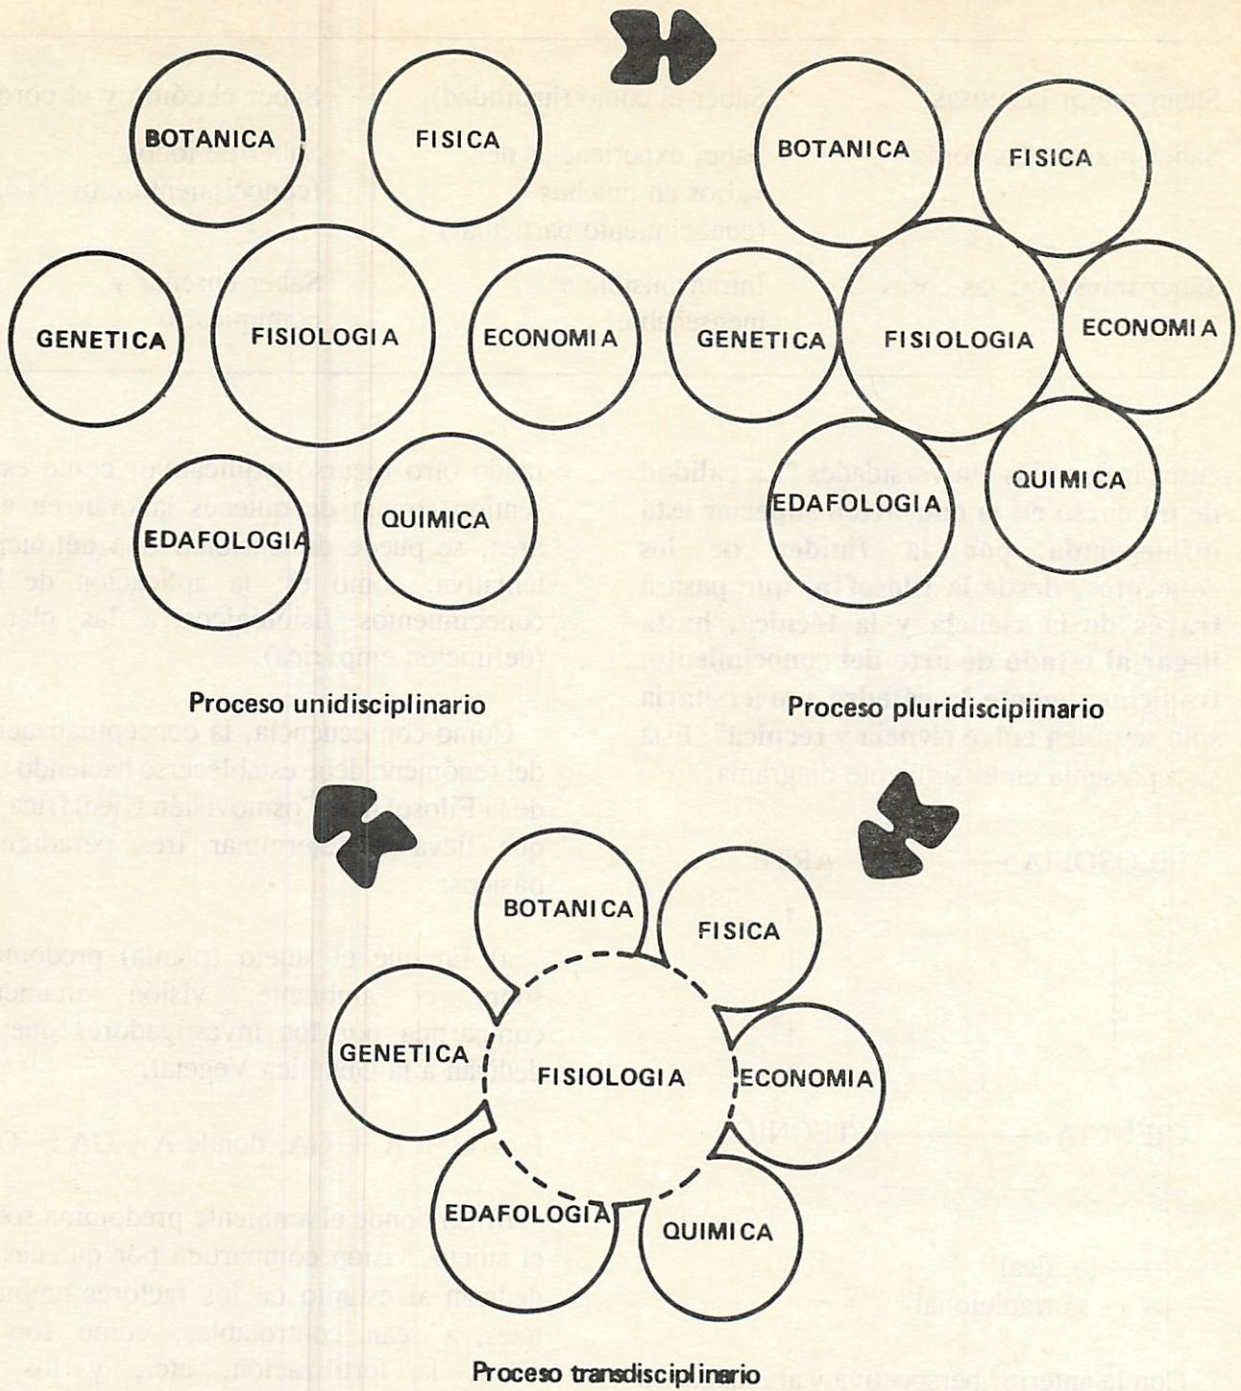 BOTANICA
FISICA
GENETICA
FISIOLOGIA
ECONOMIA
EDAFOLOGIA
QUIMICA
Proceso unidisciplinario
BOTANICA
FISICA
GENETICA
FISIOLOGIA
ECONOMIA
EDAFOLOGIA
QUIMICA
Proceso pluridisciplinario
BOTANICA
FISICA
GENETICA
FISIOLOGIA
ECONOMIA
EDAFOLOGIA
QUIMICA
Proceso transdisciplinario